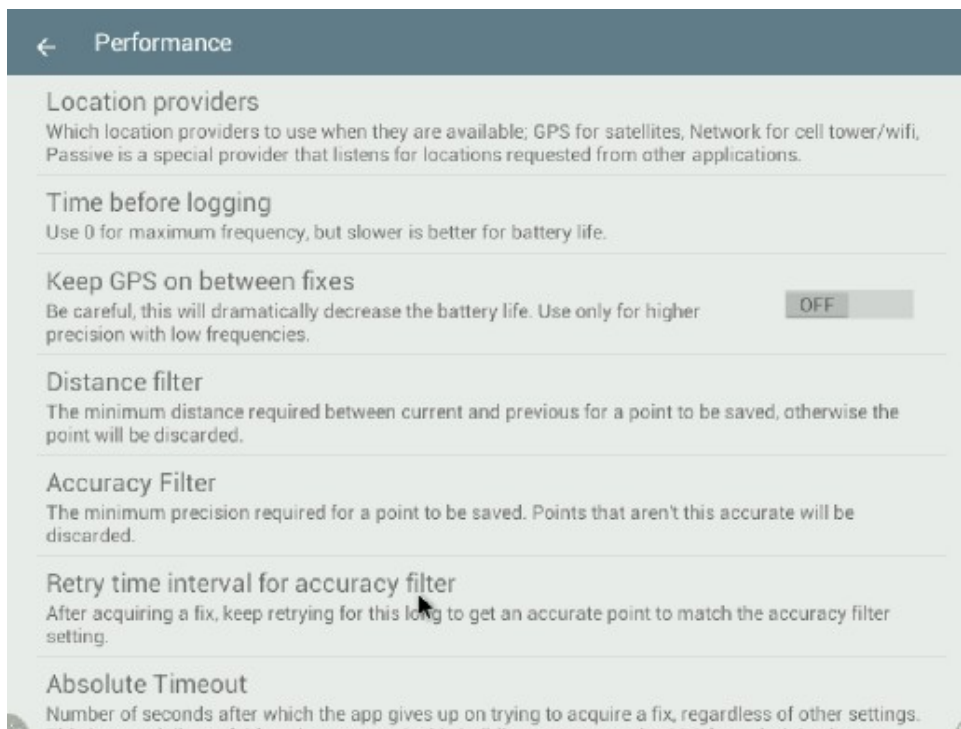 Performance
Location providers
Which location providers to use when they are available; GPS for satellites, Network for cell tower/wifi,
Passive is a special provider that listens for locations requested from other applications.
Time before logging
Use 0 for maximum frequency, but slower is better for battery life.
Keep GPS on between fixes
Be careful, this will dramatically decrease the battery life. Use only for higher
precision with low frequencies.
OFF
Distance filter
The minimum distance required between current and previous for a point to be saved, otherwise the
point will be discarded.
Accuracy Filter
The minimum precision required for a point to be saved. Points that aren't this accurate will be
discarded.
Retry time interval for accuracy filter
After acquiring a fix, keep retrying for this long to get an accurate point to match the accuracy filter
setting.
Absolute Timeout
Number of seconds after which the app gives up on trying to acquire a fix, regardless of other settings.